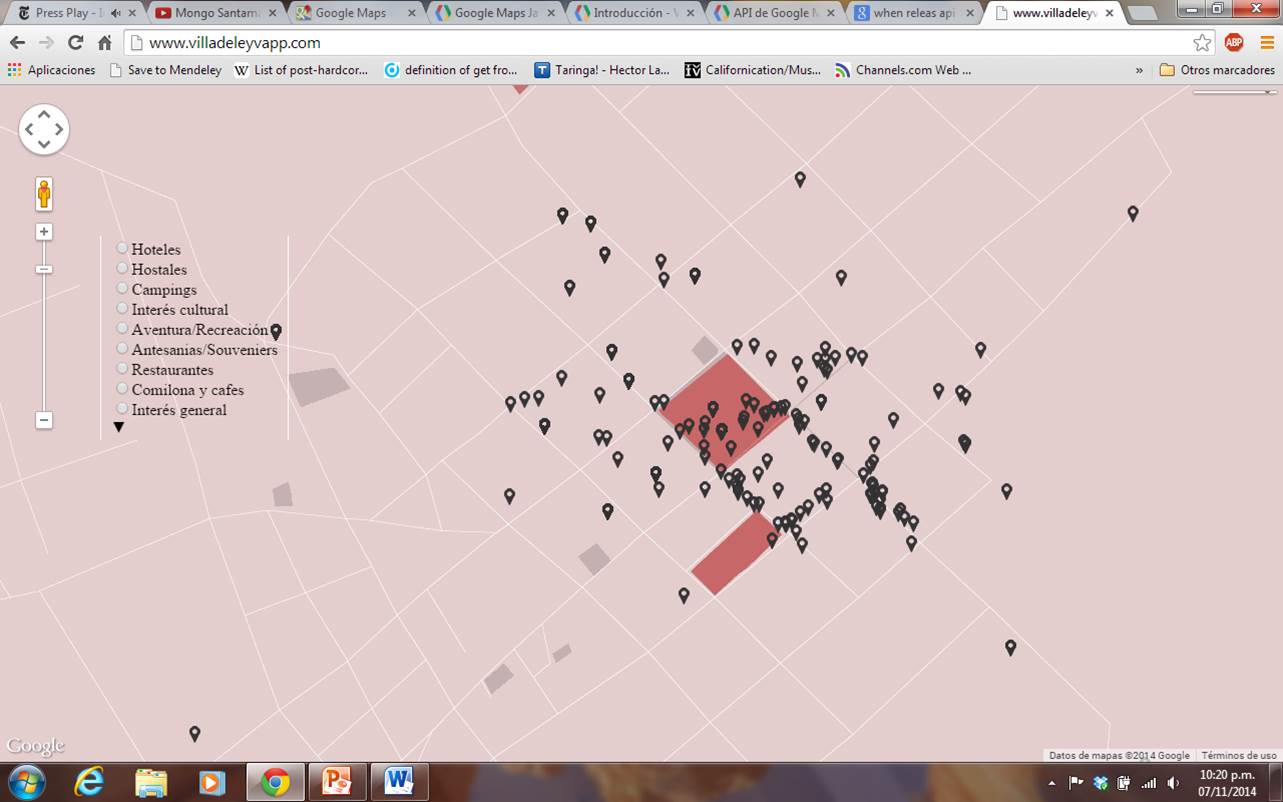 Press Play - I
Mongo Santam
Google Maps
Google Maps Ja
Introducción - V
API de Google M
when releas api
www.villadeleyv
www.villadeleyvapp.com
ABP
Aplicaciones
Save to Mendeley
W List of post-hardcor...
definition of get fro...
T Taringa! - Hector La...
Californication/Mus...
Channels.com Web ...
»
Otros marcadores
+
Hoteles
Hostales
Campings
Interés cultural
Aventura/Recreación
Antesanias/Souveniers
Restaurantes
Comilona y cafes
Interés general
−
Google
Datos de mapas ©2014 Google
Términos de uso
10:20 p.m.
07/11/2014